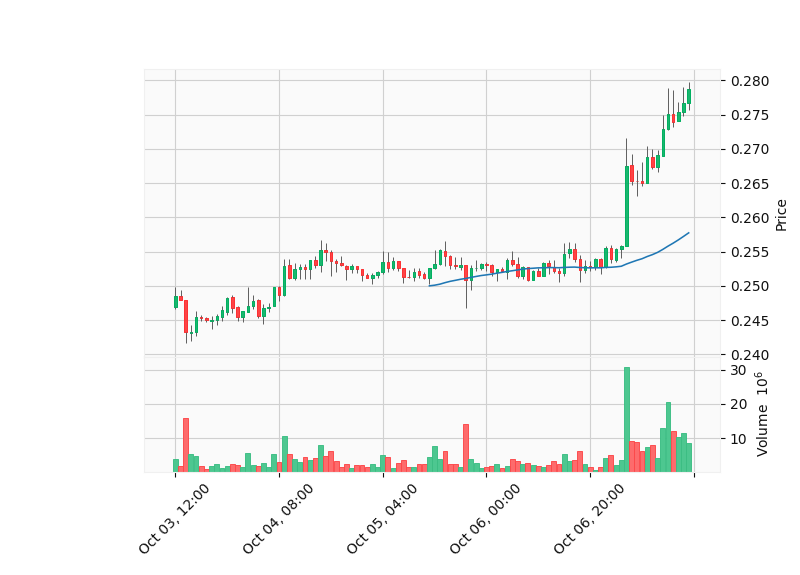 0.280
0.275
0.270
0.265
0.260
0.255
0.250
0.245
0.240
Price
30
20
10
Volume 10^6
Oct 03, 12:00
Oct 04, 08:00
Oct 05, 04:00
Oct 06, 00:00
Oct 06, 20:00